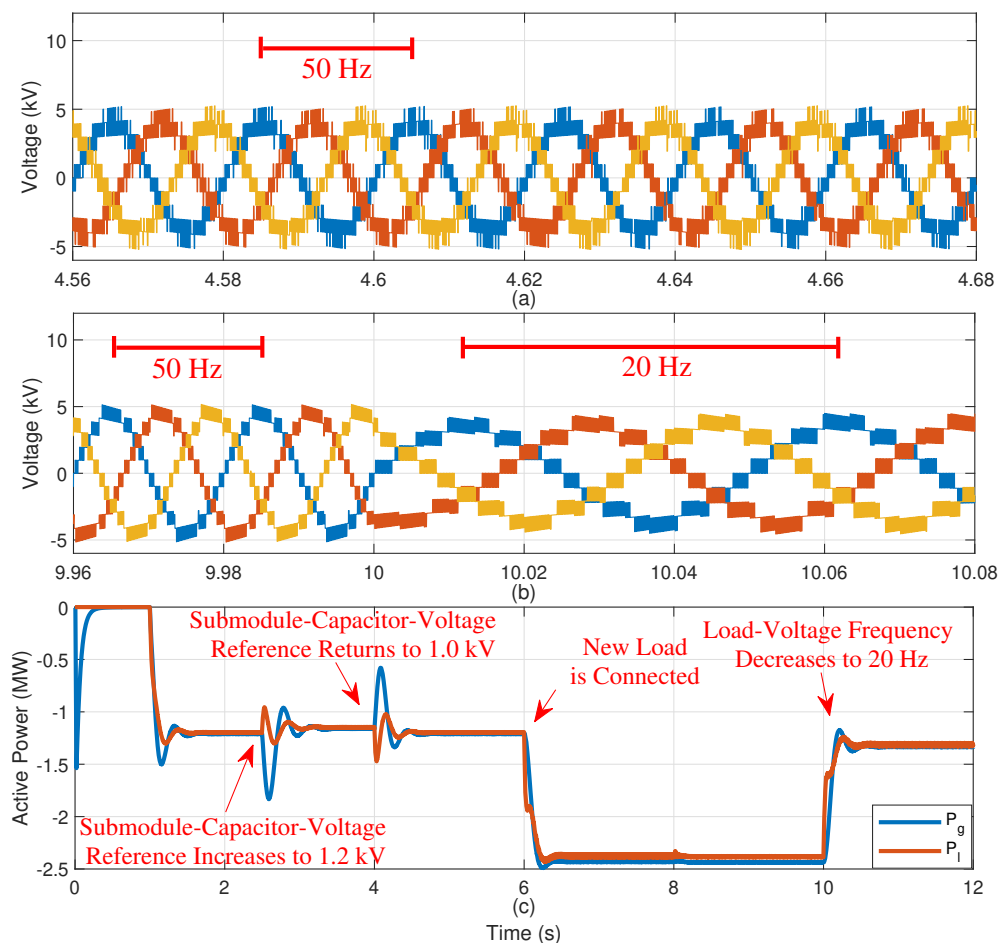 10
5
0
-5
Voltage (kV)
50 Hz
4.56
4.58
4.6
4.62
4.64
4.66
4.68
(a)
10
5
0
-5
Voltage (kV)
50 Hz
20 Hz
9.96
9.98
10
10.02
10.04
10.06
10.08
(b)
0
-0.5
-1
-1.5
-2
-2.5
Active Power (MW)
Submodule-Capacitor-Voltage
Reference Returns to 1.0 kV
New Load
is Connected
Load-Voltage Frequency
Decreases to 20 Hz
Submodule-Capacitor-Voltage
Reference Increases to 1.2 kV
P_g
P_l
0
2
4
6
8
10
12
(c)
Time (s)